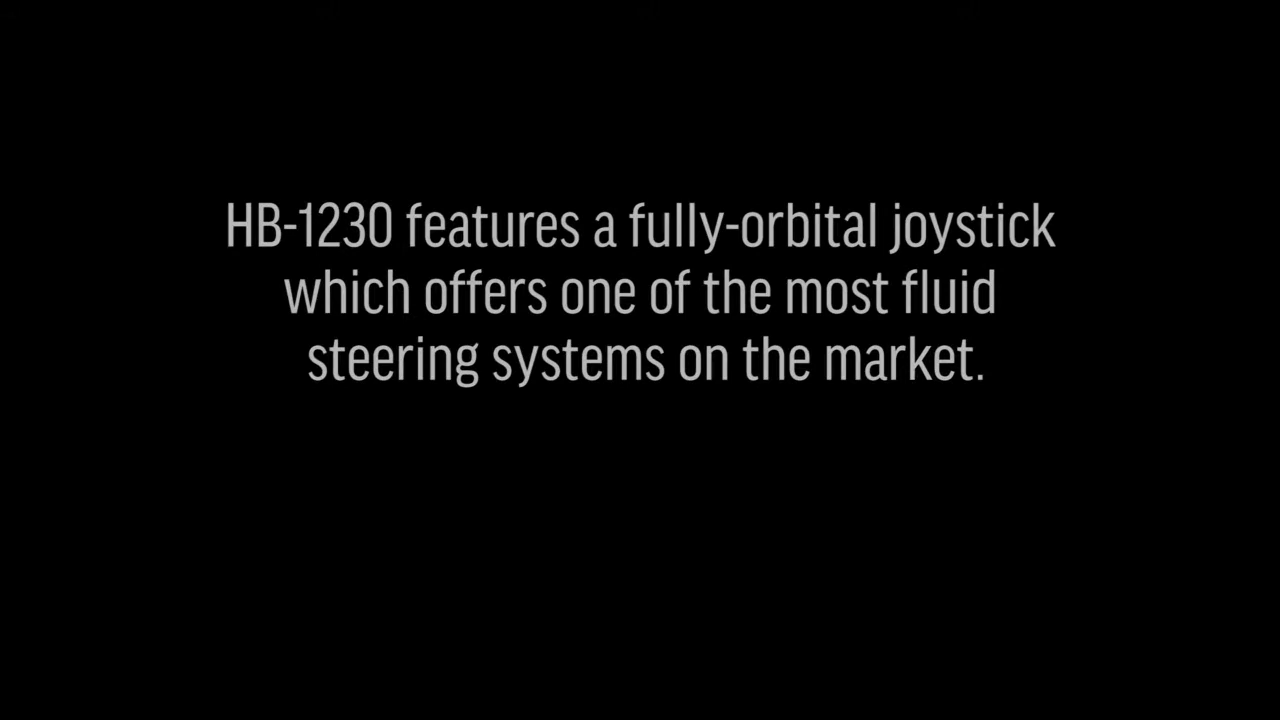 HB-1230 features a fully-orbital joystick
which offers one of the most fluid
steering systems on the market.